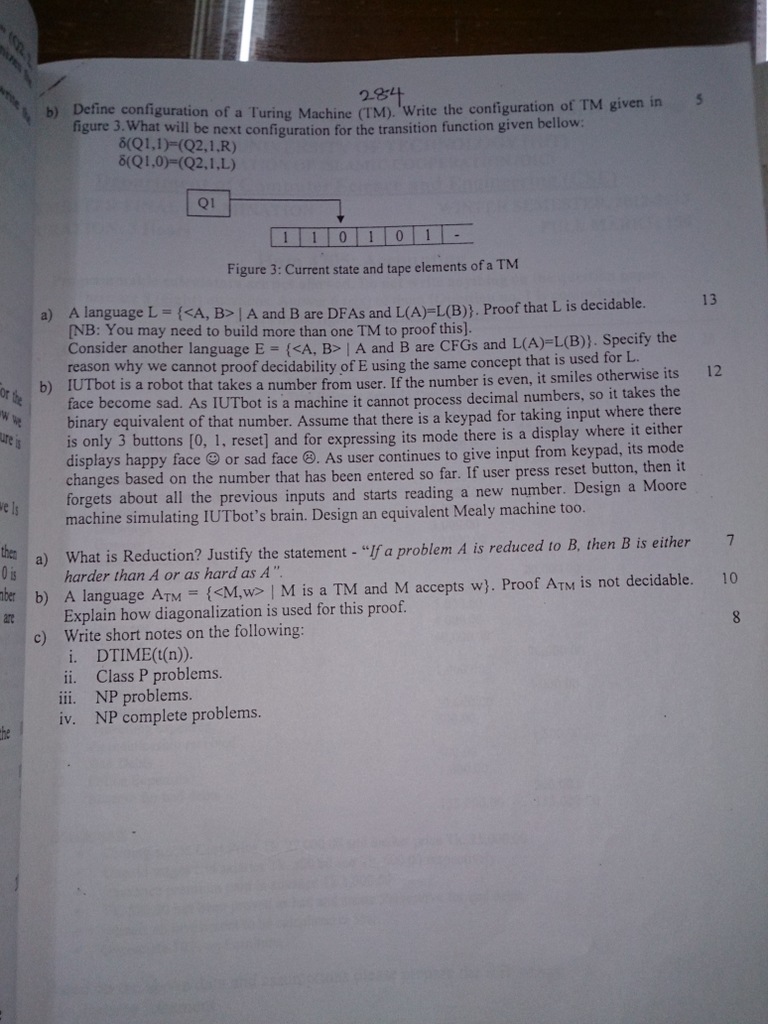 284
b) Define configuration of a Turing Machine (TM). Write the configuration of TM given in 5
figure 3.What will be next configuration for the transition function given bellow:
δ(Q1,1)=(Q2,1,R)
δ(Q1,0)=(Q2,1,L)
Q1
1 1 0 1 0 1 -
Figure 3: Current state and tape elements of a TM
a) A language L = {<A, B> | A and B are DFAs and L(A)=L(B)}. Proof that L is decidable. 13
[NB: You may need to build more than one TM to proof this].
Consider another language E = {<A, B> | A and B are CFGs and L(A)=L(B)}. Specify the
reason why we cannot proof decidability of E using the same concept that is used for L.
b) IUTbot is a robot that takes a number from user. If the number is even, it smiles otherwise its 12
face become sad. As IUTbot is a machine it cannot process decimal numbers, so it takes the
binary equivalent of that number. Assume that there is a keypad for taking input where there
is only 3 buttons [0, 1, reset] and for expressing its mode there is a display where it either
displays happy face ☺ or sad face ☹. As user continues to give input from keypad, its mode
changes based on the number that has been entered so far. If user press reset button, then it
forgets about all the previous inputs and starts reading a new number. Design a Moore
machine simulating IUTbot's brain. Design an equivalent Mealy machine too.
a) What is Reduction? Justify the statement - "If a problem A is reduced to B, then B is either 7
harder than A or as hard as A".
b) A language ATM = {<M,w> | M is a TM and M accepts w}. Proof ATM is not decidable. 10
Explain how diagonalization is used for this proof.
c) Write short notes on the following: 8
i. DTIME(t(n)).
ii. Class P problems.
iii. NP problems.
iv. NP complete problems.